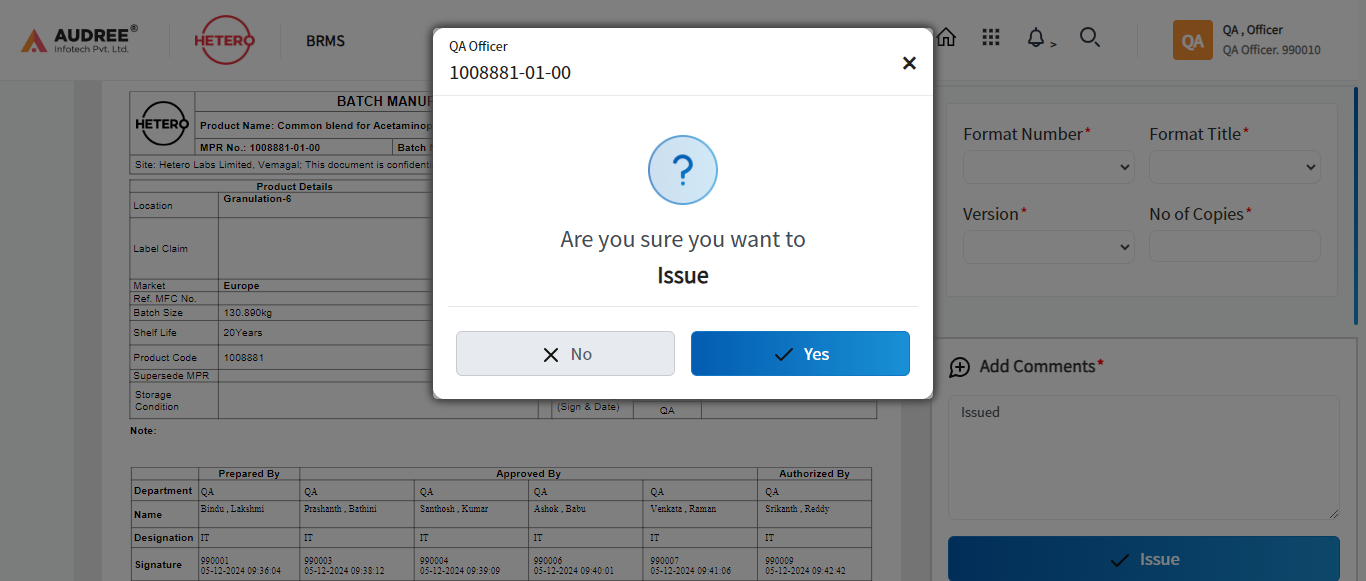 AUDREE®
Infotech Pvt. Ltd.
HETERO
BRMS
>
QA
QA , Officer
QA Officer. 990010
QA Officer
1008881-01-00
×
?
Are you sure you want to
Issue
No
Yes
HETERO
BATCH MANUF
Product Name: Common blend for Acetaminop
MPR No.: 1008881-01-00
Batch
Site: Hetero Labs Limited, Vemagal; This document is confidenti
Product Details
Location
Granulation-6
Label Claim
Market
Europe
Ref. MFC No.
Batch Size
130.890kg
Shelf Life
20Years
Product Code
1008881
Supersede MPR
Storage
Condition
(Sign & Date)
QA
Note:
Prepared By
Approved By
Authorized By
Department QA QA QA QA QA QA
Name Bindu , Lakshmi Prashanth , Bathini Santhosh , Kumar Ashok , Babu Venkata , Raman Srikanth , Reddy
Designation IT IT IT IT IT IT
Signature 990001 990003 990004 990006 990007 990009
05-12-2024 09:36:04 05-12-2024 09:38:12 05-12-2024 09:39:09 05-12-2024 09:40:01 05-12-2024 09:41:06 05-12-2024 09:42:42
Format Number*
Format Title*
Version*
No of Copies*
Add Comments*
Issued
Issue